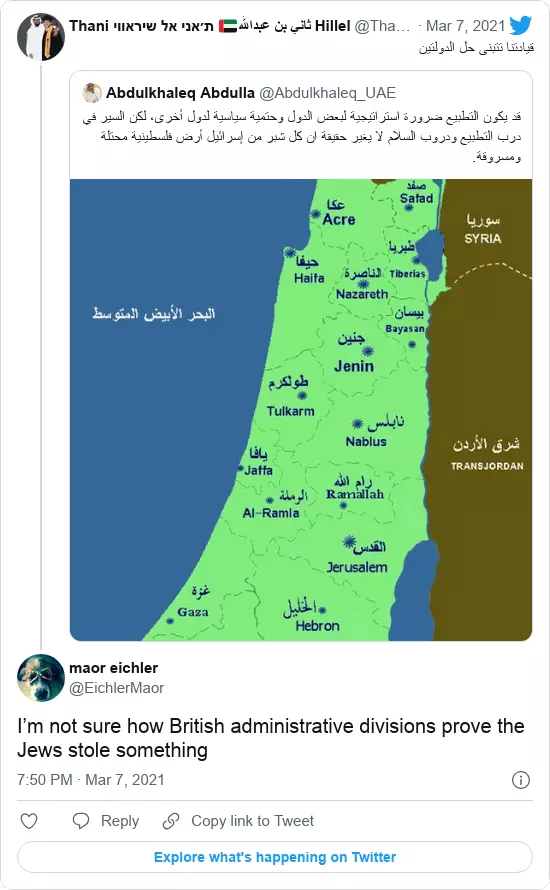 Thani ת׳אני אל שיראווי 🇦🇪 ثاني بن عبدالله Hillel @Tha... · Mar 7, 2021
قيادتنا تتبنى حل الدولتين
Abdulkhaleq Abdulla @Abdulkhaleq_UAE
قد يكون التطبيع ضرورة استراتيجية لبعض الدول وحتمية سياسية لدول أخرى، لكن السير في
درب التطبيع ودروب السلام لا يغير حقيقة ان كل شبر من إسرائيل أرض فلسطينية محتلة
ومسروقة.
صفد
Safad
عكا
Acre
سوريا
SYRIA
طبريا
Tiberias
حيفا
Haifa
الناصرة
Nazareth
البحر الأبيض المتوسط
بيسان
Bayasan
جنين
Jenin
طولكرم
Tulkarm
نابلس
Nablus
شرق الأردن
TRANSJORDAN
يافا
Jaffa
رام الله
Ramallah
الرملة
Al-Ramla
القدس
Jerusalem
غزة
Gaza
الخليل
Hebron
maor eichler
@EichlerMaor
I’m not sure how British administrative divisions prove the
Jews stole something
7:50 PM · Mar 7, 2021
Reply
Copy link to Tweet
Explore what's happening on Twitter